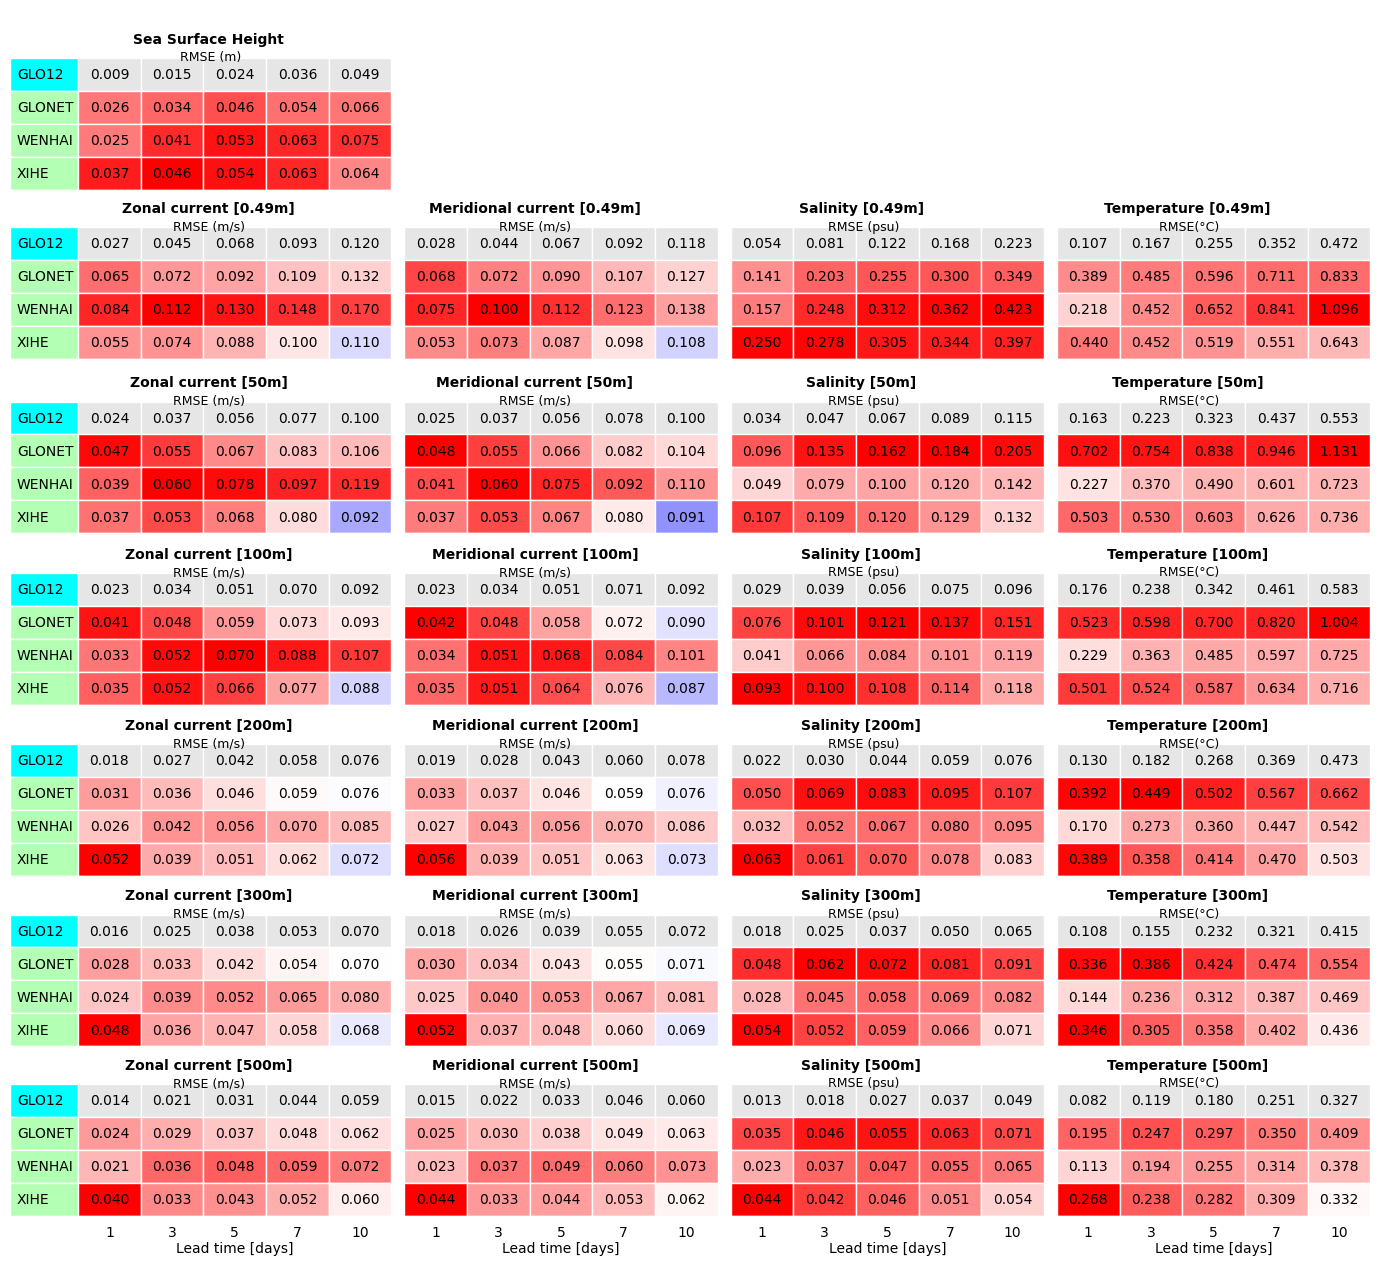 Sea Surface Height
RMSE (m)
GLO12 0.009 0.015 0.024 0.036 0.049
GLONET 0.026 0.034 0.046 0.054 0.066
WENHAI 0.025 0.041 0.053 0.063 0.075
XIHE 0.037 0.046 0.054 0.063 0.064
Zonal current [0.49m] Meridional current [0.49m] Salinity [0.49m] Temperature [0.49m]
RMSE (m/s) RMSE (m/s) RMSE (psu) RMSE(°C)
GLO12 0.027 0.045 0.068 0.093 0.120 0.028 0.044 0.067 0.092 0.118 0.054 0.081 0.122 0.168 0.223 0.107 0.167 0.255 0.352 0.472
GLONET 0.065 0.072 0.092 0.109 0.132 0.068 0.072 0.090 0.107 0.127 0.141 0.203 0.255 0.300 0.349 0.389 0.485 0.596 0.711 0.833
WENHAI 0.084 0.112 0.130 0.148 0.170 0.075 0.100 0.112 0.123 0.138 0.157 0.248 0.312 0.362 0.423 0.218 0.452 0.652 0.841 1.096
XIHE 0.055 0.074 0.088 0.100 0.110 0.053 0.073 0.087 0.098 0.108 0.250 0.278 0.305 0.344 0.397 0.440 0.452 0.519 0.551 0.643
Zonal current [50m] Meridional current [50m] Salinity [50m] Temperature [50m]
RMSE (m/s) RMSE (m/s) RMSE (psu) RMSE(°C)
GLO12 0.024 0.037 0.056 0.077 0.100 0.025 0.037 0.056 0.078 0.100 0.034 0.047 0.067 0.089 0.115 0.163 0.223 0.323 0.437 0.553
GLONET 0.047 0.055 0.067 0.083 0.106 0.048 0.055 0.066 0.082 0.104 0.096 0.135 0.162 0.184 0.205 0.702 0.754 0.838 0.946 1.131
WENHAI 0.039 0.060 0.078 0.097 0.119 0.041 0.060 0.075 0.092 0.110 0.049 0.079 0.100 0.120 0.142 0.227 0.370 0.490 0.601 0.723
XIHE 0.037 0.053 0.068 0.080 0.092 0.037 0.053 0.067 0.080 0.091 0.107 0.109 0.120 0.129 0.132 0.503 0.530 0.603 0.626 0.736
Zonal current [100m] Meridional current [100m] Salinity [100m] Temperature [100m]
RMSE (m/s) RMSE (m/s) RMSE (psu) RMSE(°C)
GLO12 0.023 0.034 0.051 0.070 0.092 0.023 0.034 0.051 0.071 0.092 0.029 0.039 0.056 0.075 0.096 0.176 0.238 0.342 0.461 0.583
GLONET 0.041 0.048 0.059 0.073 0.093 0.042 0.048 0.058 0.072 0.090 0.076 0.101 0.121 0.137 0.151 0.523 0.598 0.700 0.820 1.004
WENHAI 0.033 0.052 0.070 0.088 0.107 0.034 0.051 0.068 0.084 0.101 0.041 0.066 0.084 0.101 0.119 0.229 0.363 0.485 0.597 0.725
XIHE 0.035 0.052 0.066 0.077 0.088 0.035 0.051 0.064 0.076 0.087 0.093 0.100 0.108 0.114 0.118 0.501 0.524 0.587 0.634 0.716
Zonal current [200m] Meridional current [200m] Salinity [200m] Temperature [200m]
RMSE (m/s) RMSE (m/s) RMSE (psu) RMSE(°C)
GLO12 0.018 0.027 0.042 0.058 0.076 0.019 0.028 0.043 0.060 0.078 0.022 0.030 0.044 0.059 0.076 0.130 0.182 0.268 0.369 0.473
GLONET 0.031 0.036 0.046 0.059 0.076 0.033 0.037 0.046 0.059 0.076 0.050 0.069 0.083 0.095 0.107 0.392 0.449 0.502 0.567 0.662
WENHAI 0.026 0.042 0.056 0.070 0.085 0.027 0.043 0.056 0.070 0.086 0.032 0.052 0.067 0.080 0.095 0.170 0.273 0.360 0.447 0.542
XIHE 0.052 0.039 0.051 0.062 0.072 0.056 0.039 0.051 0.063 0.073 0.063 0.061 0.070 0.078 0.083 0.389 0.358 0.414 0.470 0.503
Zonal current [300m] Meridional current [300m] Salinity [300m] Temperature [300m]
RMSE (m/s) RMSE (m/s) RMSE (psu) RMSE(°C)
GLO12 0.016 0.025 0.038 0.053 0.070 0.018 0.026 0.039 0.055 0.072 0.018 0.025 0.037 0.050 0.065 0.108 0.155 0.232 0.321 0.415
GLONET 0.028 0.033 0.042 0.054 0.070 0.030 0.034 0.043 0.055 0.071 0.048 0.062 0.072 0.081 0.091 0.336 0.386 0.424 0.474 0.554
WENHAI 0.024 0.039 0.052 0.065 0.080 0.025 0.040 0.053 0.067 0.081 0.028 0.045 0.058 0.069 0.082 0.144 0.236 0.312 0.387 0.469
XIHE 0.048 0.036 0.047 0.058 0.068 0.052 0.037 0.048 0.060 0.069 0.054 0.052 0.059 0.066 0.071 0.346 0.305 0.358 0.402 0.436
Zonal current [500m] Meridional current [500m] Salinity [500m] Temperature [500m]
RMSE (m/s) RMSE (m/s) RMSE (psu) RMSE(°C)
GLO12 0.014 0.021 0.031 0.044 0.059 0.015 0.022 0.033 0.046 0.060 0.013 0.018 0.027 0.037 0.049 0.082 0.119 0.180 0.251 0.327
GLONET 0.024 0.029 0.037 0.048 0.062 0.025 0.030 0.038 0.049 0.063 0.035 0.046 0.055 0.063 0.071 0.195 0.247 0.297 0.350 0.409
WENHAI 0.021 0.036 0.048 0.059 0.072 0.023 0.037 0.049 0.060 0.073 0.023 0.037 0.047 0.055 0.065 0.113 0.194 0.255 0.314 0.378
XIHE 0.040 0.033 0.043 0.052 0.060 0.044 0.033 0.044 0.053 0.062 0.044 0.042 0.046 0.051 0.054 0.268 0.238 0.282 0.309 0.332
1 3 5 7 10 1 3 5 7 10 1 3 5 7 10 1 3 5 7 10
Lead time [days] Lead time [days] Lead time [days] Lead time [days]